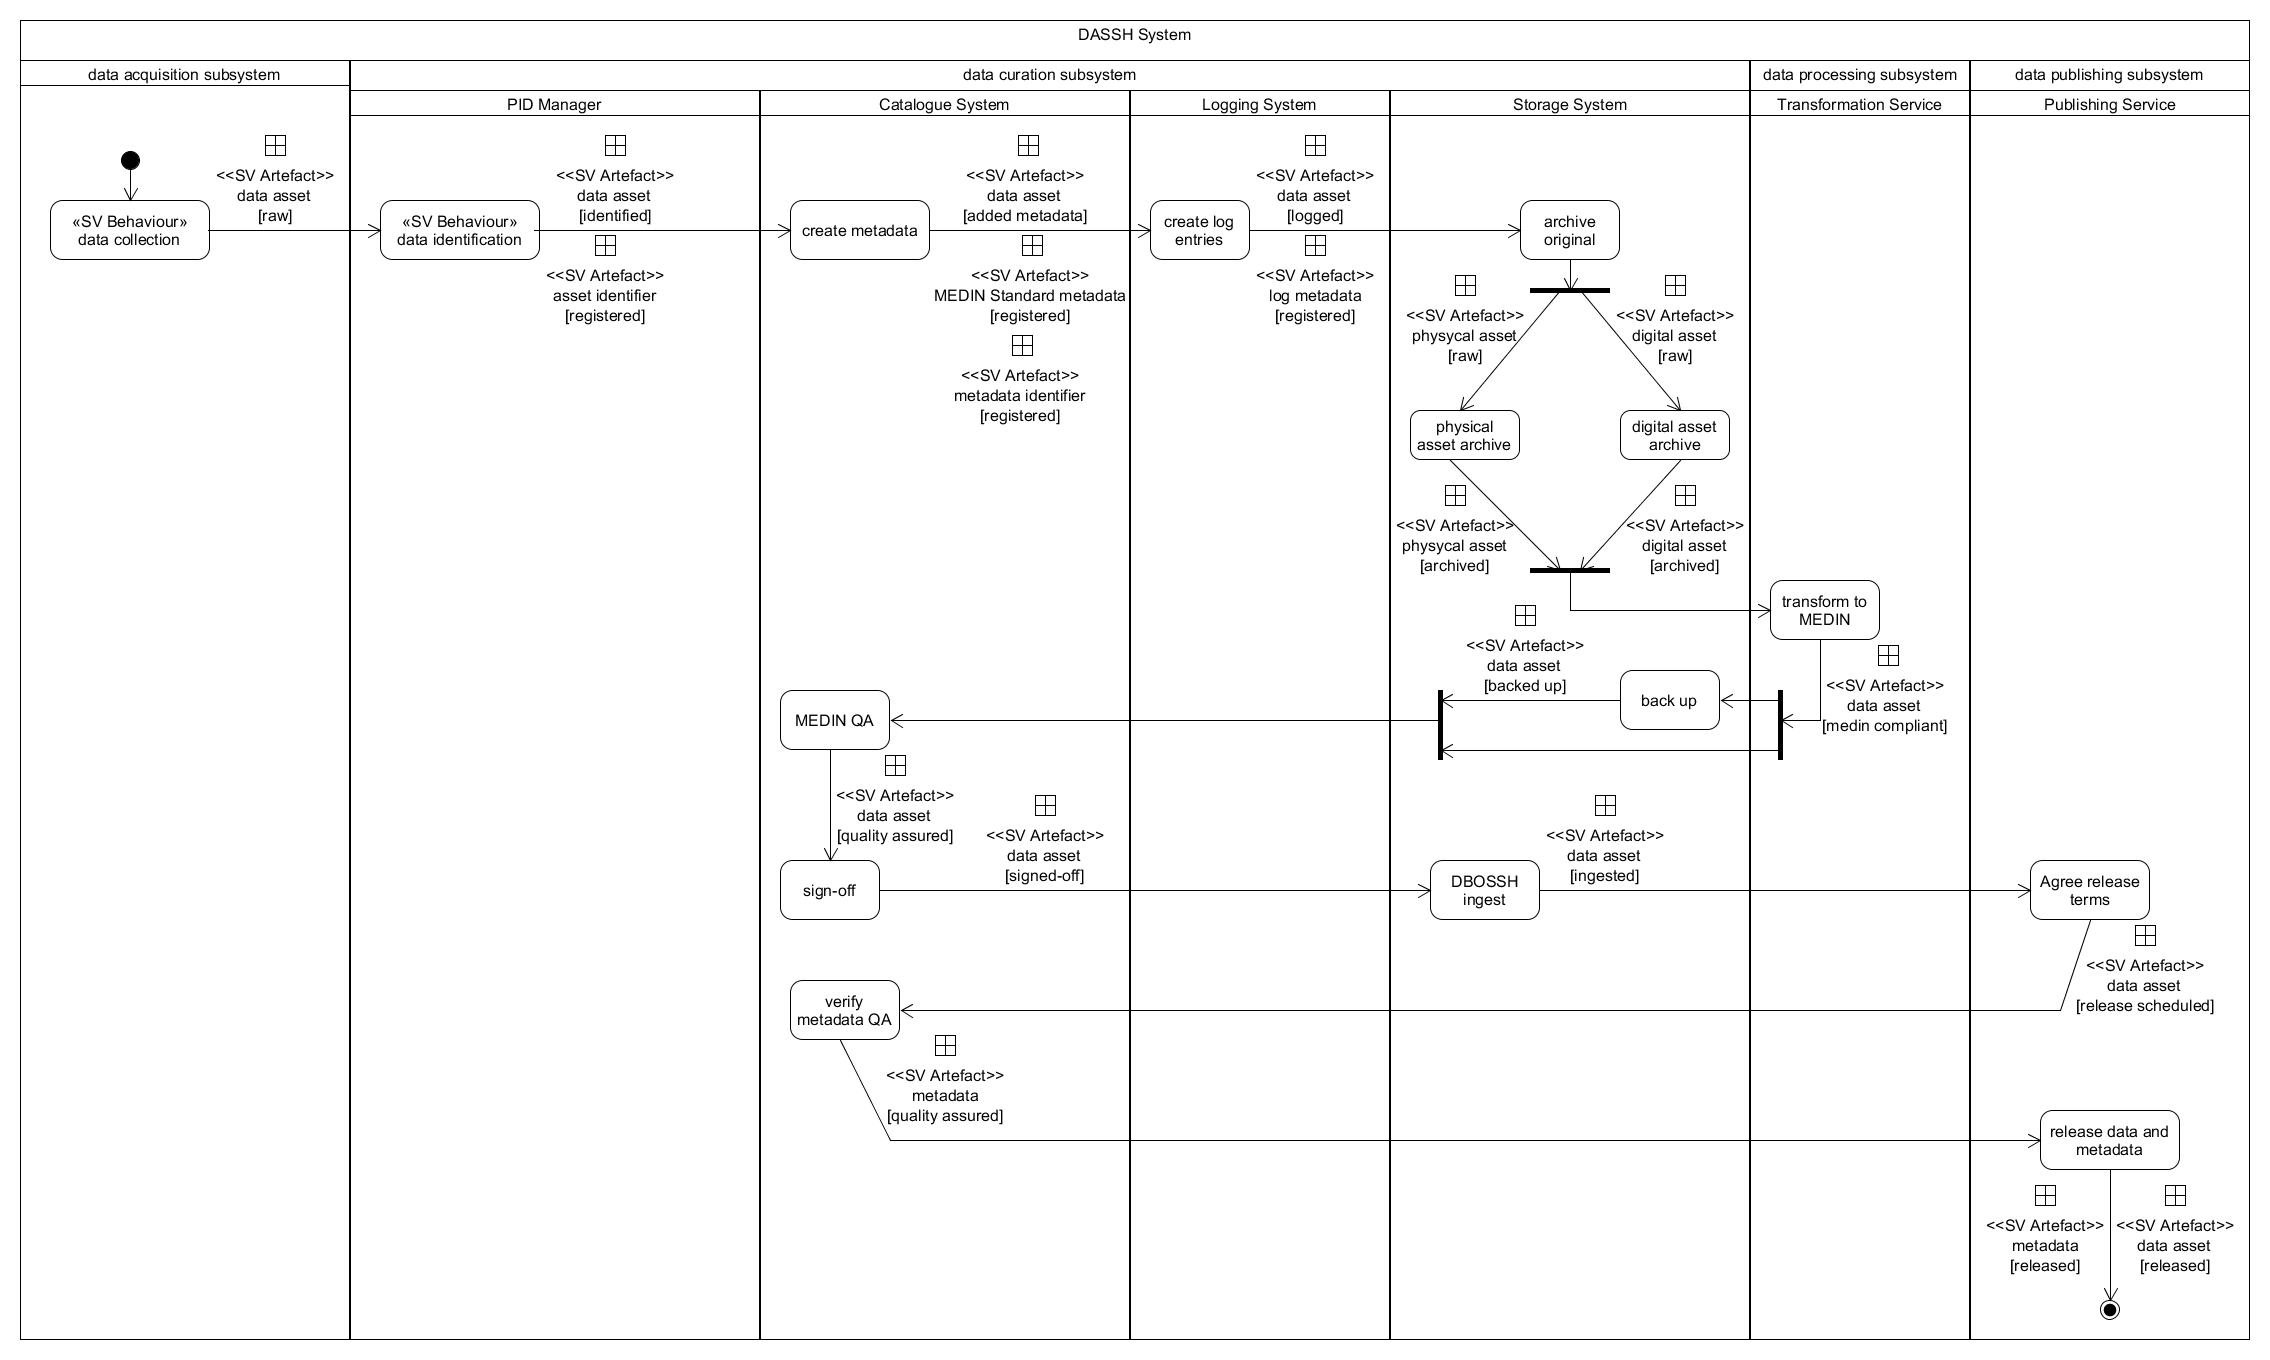 DASSH System
data acquisition subsystem
data curation subsystem
data processing subsystem
data publishing subsystem
PID Manager
Catalogue System
Logging System
Storage System
Transformation Service
Publishing Service
<<SV Artefact>>
data asset
[raw]
<<SV Artefact>>
data asset
[identified]
<<SV Artefact>>
data asset
[added metadata]
<<SV Artefact>>
data asset
[logged]
«SV Behaviour»
data collection
«SV Behaviour»
data identification
create metadata
create log
entries
archive
original
<<SV Artefact>>
asset identifier
[registered]
<<SV Artefact>>
MEDIN Standard metadata
[registered]
<<SV Artefact>>
log metadata
[registered]
<<SV Artefact>>
metadata identifier
[registered]
<<SV Artefact>>
physycal asset
[raw]
<<SV Artefact>>
digital asset
[raw]
physical
asset archive
digital asset
archive
<<SV Artefact>>
physycal asset
[archived]
<<SV Artefact>>
digital asset
[archived]
transform to
MEDIN
<<SV Artefact>>
data asset
[backed up]
back up
<<SV Artefact>>
data asset
[medin compliant]
MEDIN QA
<<SV Artefact>>
data asset
[quality assured]
<<SV Artefact>>
data asset
[signed-off]
<<SV Artefact>>
data asset
[ingested]
sign-off
DBOSSH
ingest
Agree release
terms
<<SV Artefact>>
data asset
[release scheduled]
verify
metadata QA
<<SV Artefact>>
metadata
[quality assured]
release data and
metadata
<<SV Artefact>>
metadata
[released]
<<SV Artefact>>
data asset
[released]